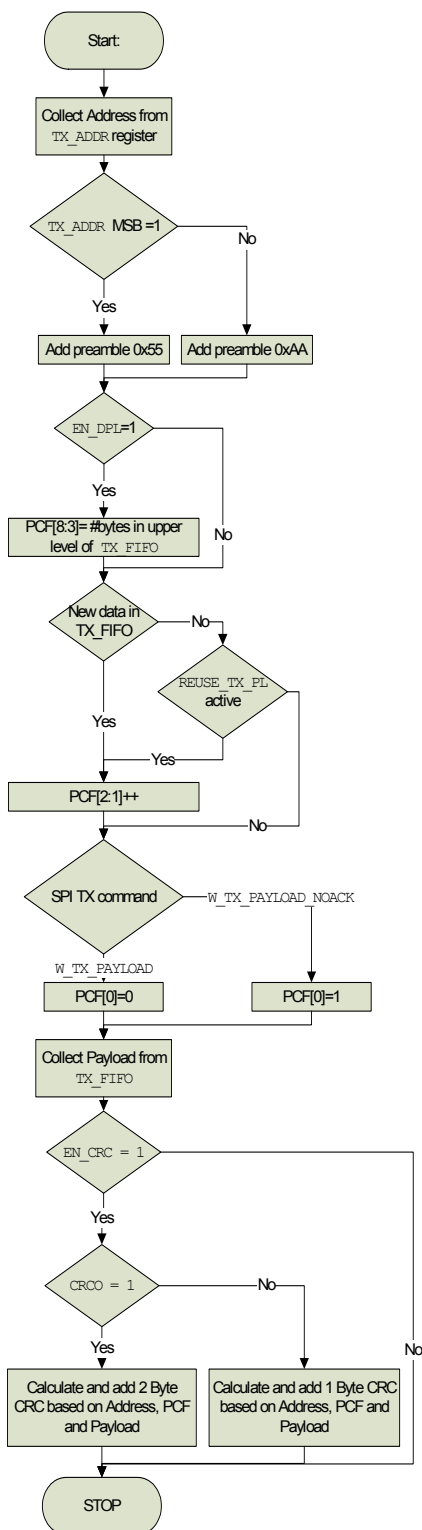 Start:
Collect Address from
TX_ADDR register
TX_ADDR MSB =1
No
Yes
Add preamble 0x55
Add preamble 0xAA
EN_DPL=1
Yes
No
PCF[8:3]= #bytes in upper
level of TX_FIFO
New data in
TX_FIFO
No
REUSE_TX_PL
active
Yes
Yes
PCF[2:1]++
No
SPI TX command
W_TX_PAYLOAD_NOACK
W_TX_PAYLOAD
PCF[0]=0
PCF[0]=1
Collect Payload from
TX_FIFO
EN_CRC = 1
Yes
CRCO = 1
No
No
Yes
Calculate and add 2 Byte
CRC based on Address, PCF
and Payload
Calculate and add 1 Byte CRC
based on Address, PCF and
Payload
STOP